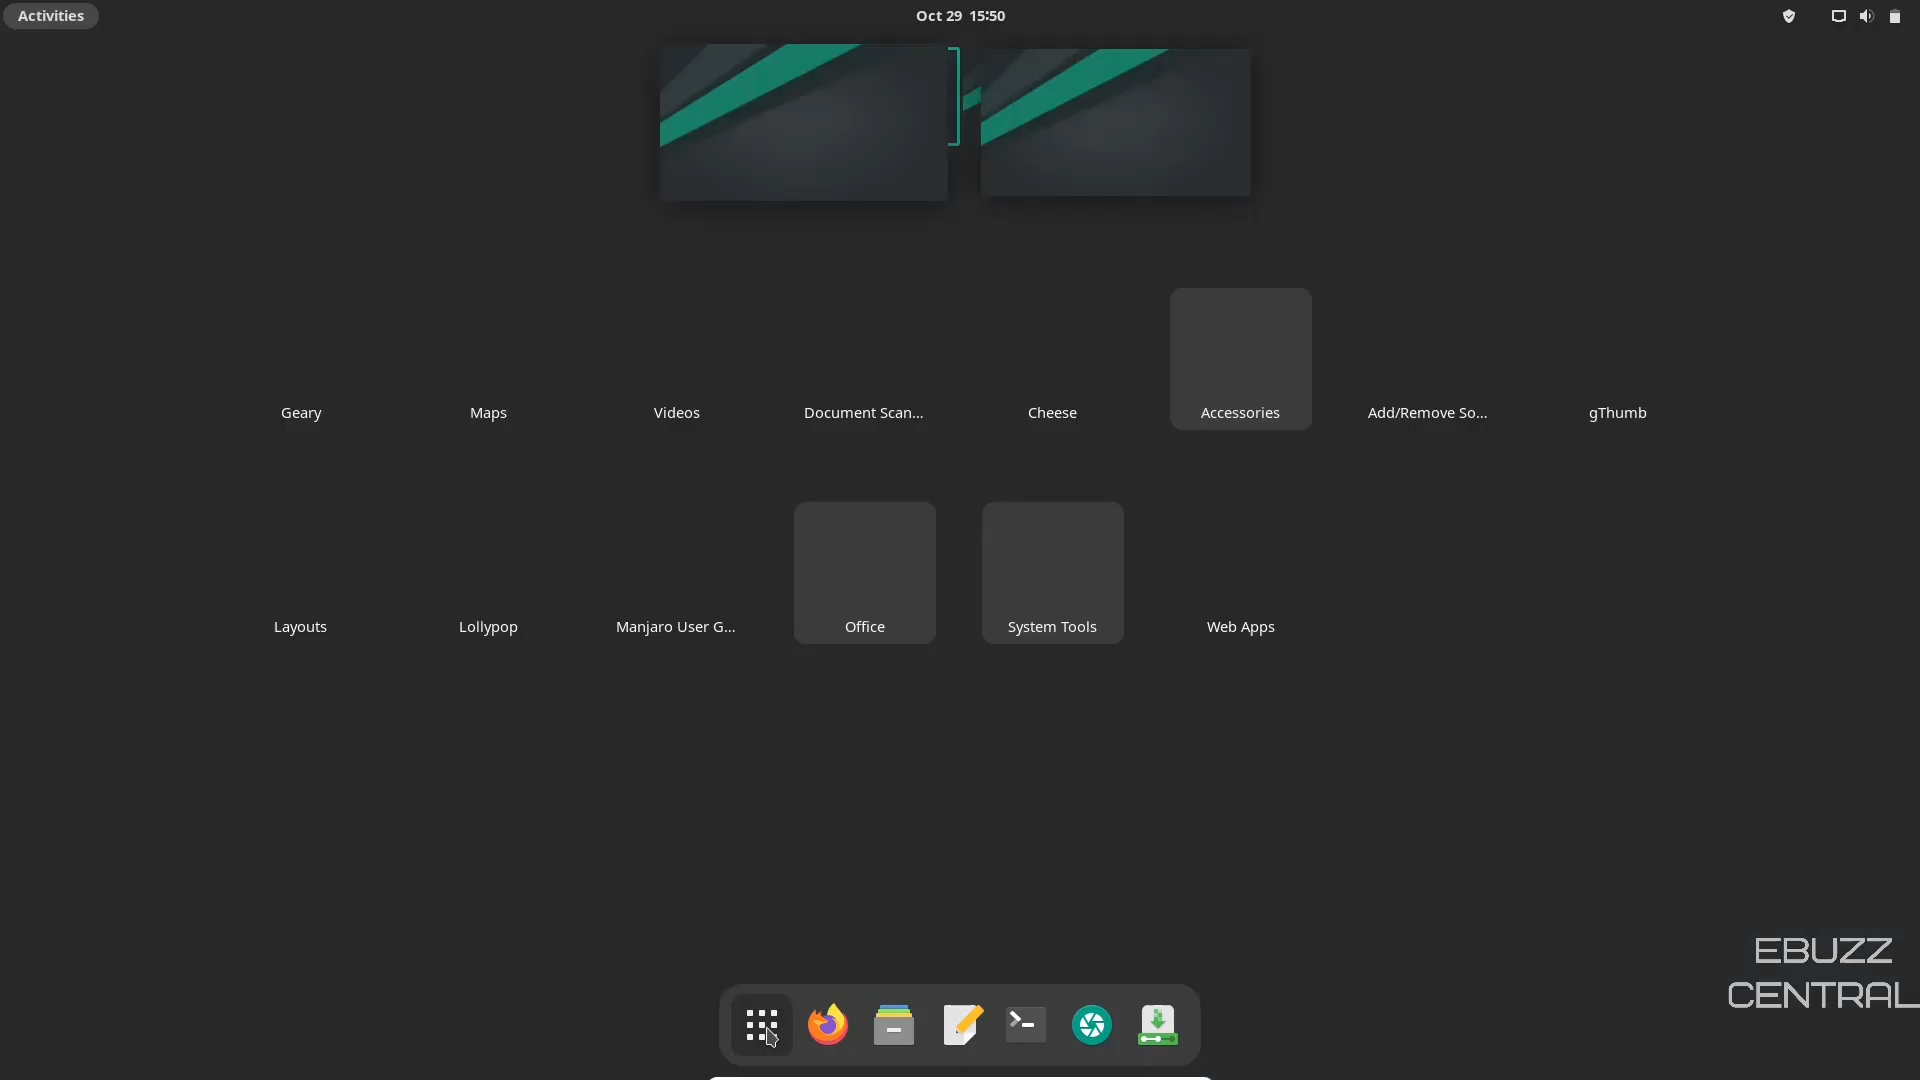 Activities
Oct 29 15:50
Geary
Maps
Videos
Document Scan...
Cheese
Accessories
Add/Remove So...
gThumb
Layouts
Lollypop
Manjaro User G...
Office
System Tools
Web Apps
EBUZZ
CENTRAL